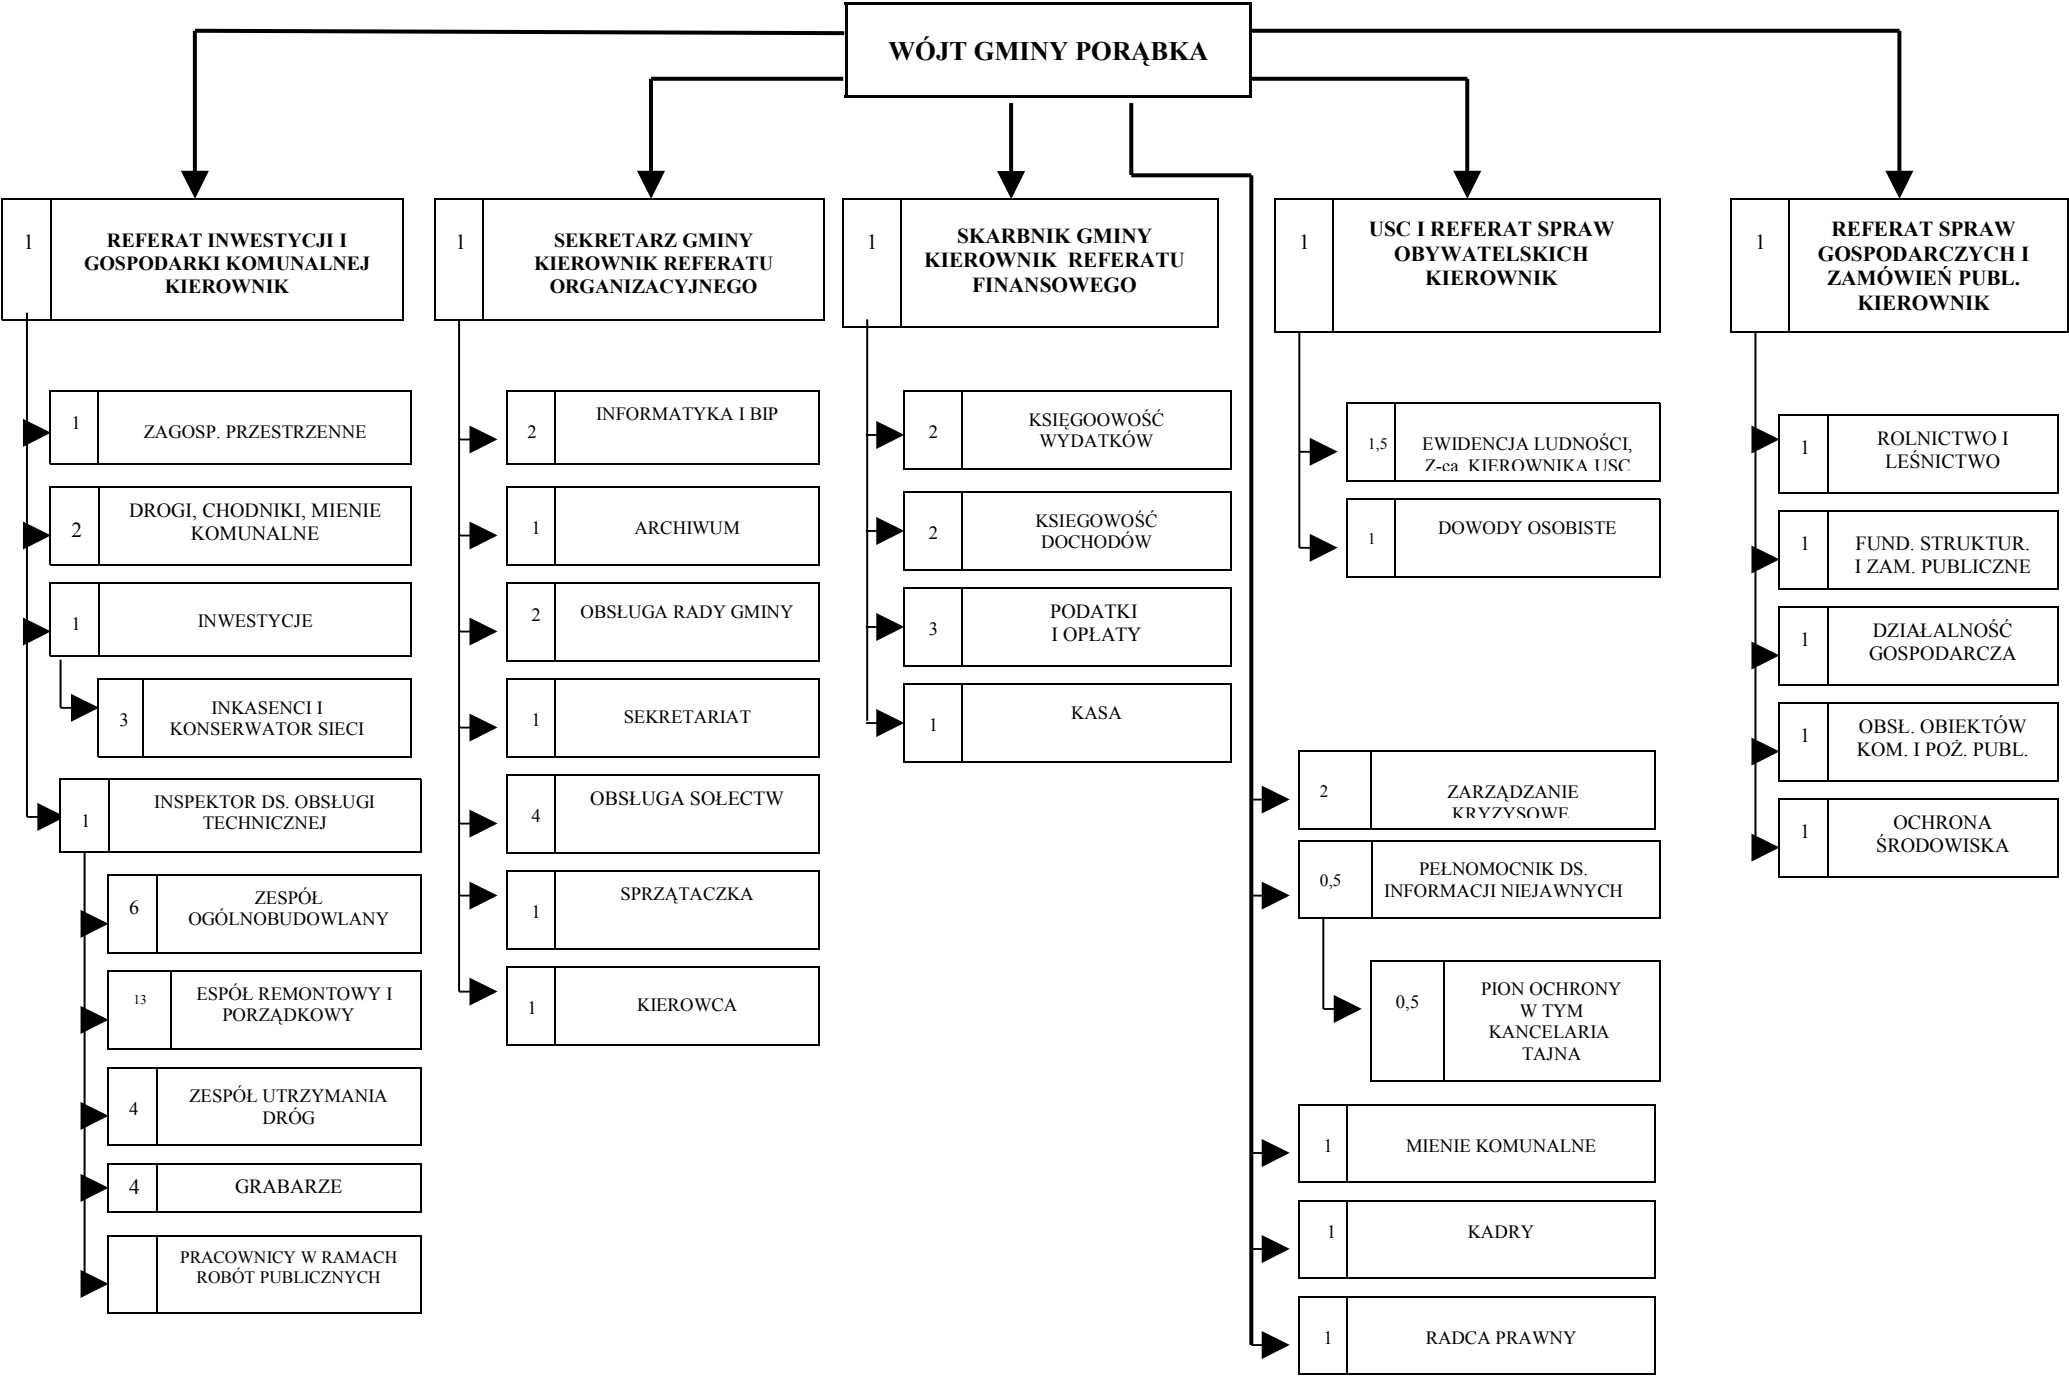 WÓJT GMINY PORĄBKA
1
REFERAT INWESTYCJI I
GOSPODARKI KOMUNALNEJ
KIEROWNIK
1
ZAGOSP. PRZESTRZENNE
2
DROGI, CHODNIKI, MIENIE
KOMUNALNE
1
INWESTYCJE
3
INKASENCI I
KONSERWATOR SIECI
1
INSPEKTOR DS. OBSŁUGI
TECHNICZNEJ
6
ZESPÓŁ
OGÓLNOBUDOWLANY
13
ESPÓŁ REMONTOWY I
PORZĄDKOWY
4
ZESPÓŁ UTRZYMANIA
DRÓG
4
GRABARZE
PRACOWNICY W RAMACH
ROBÓT PUBLICZNYCH
1
SEKRETARZ GMINY
KIEROWNIK REFERATU
ORGANIZACYJNEGO
2
INFORMATYKA I BIP
1
ARCHIWUM
2
OBSŁUGA RADY GMINY
1
SEKRETARIAT
4
OBSŁUGA SOŁECTW
1
SPRZĄTACZKA
1
KIEROWCA
1
SKARBNIK GMINY
KIEROWNIK REFERATU
FINANSOWEGO
2
KSIĘGOOWOŚĆ
WYDATKÓW
2
KSIEGOWOŚĆ
DOCHODÓW
3
PODATKI
I OPŁATY
1
KASA
1
USC I REFERAT SPRAW
OBYWATELSKICH
KIEROWNIK
1,5
EWIDENCJA LUDNOŚCI,
Z-ca KIEROWNIKA USC
1
DOWODY OSOBISTE
2
ZARZĄDZANIE
KRYZYSOWE
0,5
PEŁNOMOCNIK DS.
INFORMACJI NIEJAWNYCH
0,5
PION OCHRONY
W TYM
KANCELARIA
TAJNA
1
MIENIE KOMUNALNE
1
KADRY
1
RADCA PRAWNY
1
REFERAT SPRAW
GOSPODARCZYCH I
ZAMÓWIEŃ PUBL.
KIEROWNIK
1
ROLNICTWO I
LEŚNICTWO
1
FUND. STRUKTUR.
I ZAM. PUBLICZNE
1
DZIAŁALNOŚĆ
GOSPODARCZA
1
OBSŁ. OBIEKTÓW
KOM. I POŻ. PUBL.
1
OCHRONA
ŚRODOWISKA